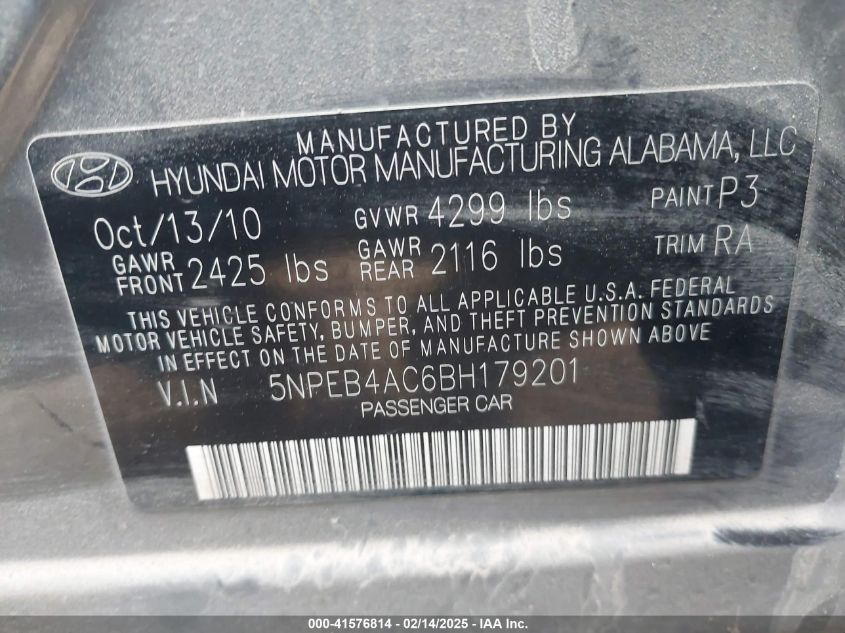 MANUFACTURED BY
HYUNDAI MOTOR MANUFACTURING ALABAMA, LLC
Oct/13/10 GVWR 4299 lbs PAINT P3
GAWR FRONT 2425 lbs GAWR REAR 2116 lbs TRIM RA
THIS VEHICLE CONFORMS TO ALL APPLICABLE U.S.A. FEDERAL
MOTOR VEHICLE SAFETY, BUMPER, AND THEFT PREVENTION STANDARDS
IN EFFECT ON THE DATE OF MANUFACTURE SHOWN ABOVE
V.I.N 5NPEB4AC6BH179201
PASSENGER CAR
000-41576814 - 02/14/2025 - IAA Inc.